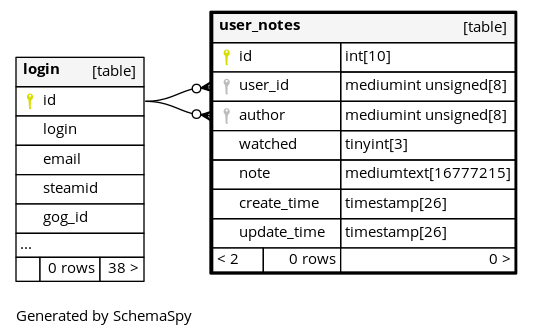 login [table]
id
login
email
steamid
gog_id
...
0 rows 38 >
user_notes [table]
id int[10]
user_id mediumint unsigned[8]
author mediumint unsigned[8]
watched tinyint[3]
note mediumtext[16777215]
create_time timestamp[26]
update_time timestamp[26]
< 2 0 rows 0 >
Generated by SchemaSpy